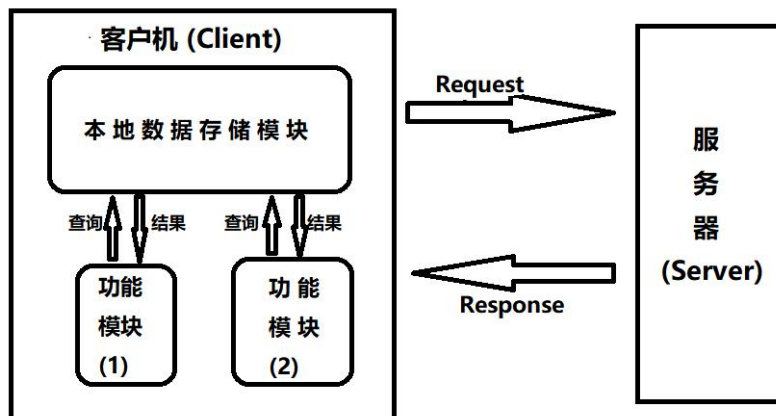 客户机 (Client)
本地数据存储模块
查询
结果
查询
结果
功能
模块
(1)
功能
模块
(2)
Request
Response
服
务
器
(Server)